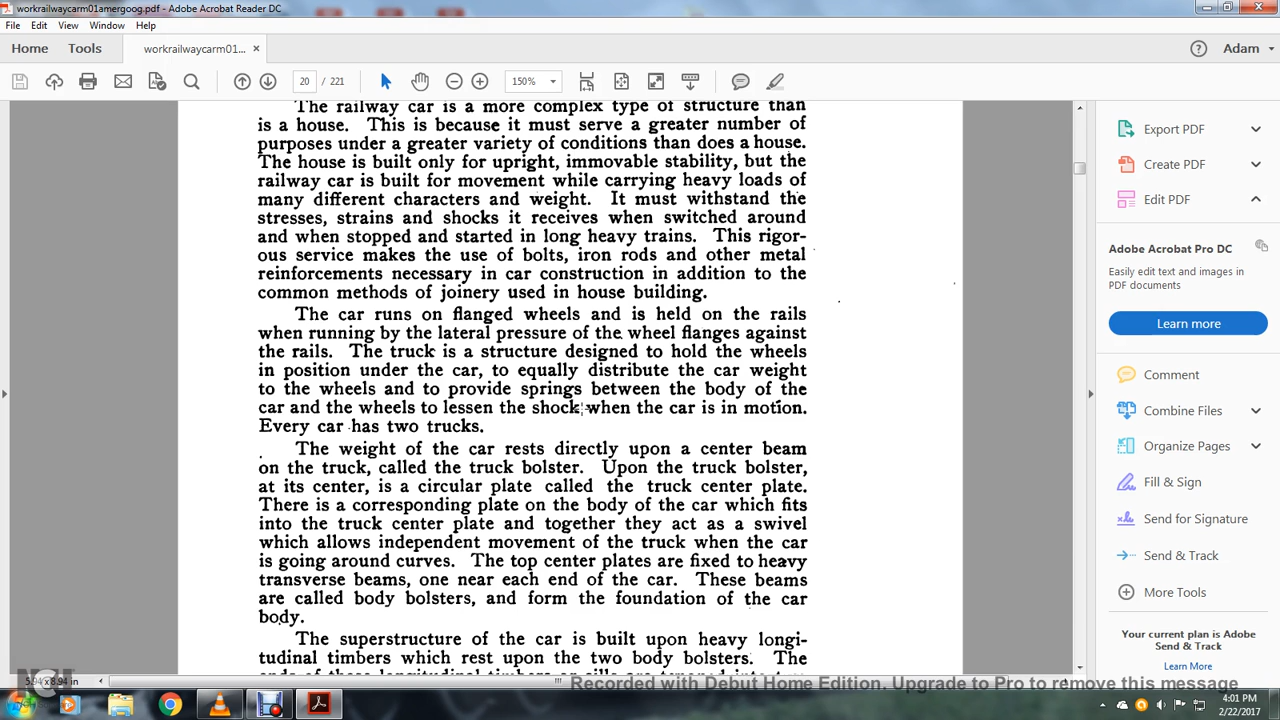 workrailwaycarm01amergoog.pdf - Adobe Acrobat Reader DC
File Edit View Window Help
Home Tools workrailwaycarm01... Adam
20 / 221 150%
The railway car is a more complex type of structure than
is a house. This is because it must serve a greater number of
purposes under a greater variety of conditions than does a house.
The house is built only for upright, immovable stability, but the
railway car is built for movement while carrying heavy loads of
many different characters and weight. It must withstand the
stresses, strains and shocks it receives when switched around
and when stopped and started in long heavy trains. This rigor-
ous service makes the use of bolts, iron rods and other metal
reinforcements necessary in car construction in addition to the
common methods of joinery used in house building.
The car runs on flanged wheels and is held on the rails
when running by the lateral pressure of the wheel flanges against
the rails. The truck is a structure designed to hold the wheels
in position under the car, to equally distribute the car weight
to the wheels and to provide springs between the body of the
car and the wheels to lessen the shock when the car is in motion.
Every car has two trucks.
The weight of the car rests directly upon a center beam
on the truck, called the truck bolster. Upon the truck bolster,
at its center, is a circular plate called the truck center plate.
There is a corresponding plate on the body of the car which fits
into the truck center plate and together they act as a swivel
which allows independent movement of the truck when the car
is going around curves. The top center plates are fixed to heavy
transverse beams, one near each end of the car. These beams
are called body bolsters, and form the foundation of the car
body.
The superstructure of the car is built upon heavy longi-
tudinal timbers which rest upon the two body bolsters. The
Export PDF
Create PDF
Edit PDF
Adobe Acrobat Pro DC
Easily edit text and images in
PDF documents
Learn more
Comment
Combine Files
Organize Pages
Fill & Sign
Send for Signature
Send & Track
More Tools
Your current plan is Adobe
Send & Sign
Learn More
5.94 x 8.94 in
Recorded with Debut Home Edition. Upgrade to Pro to remove this message
4:01 PM
2/22/2017